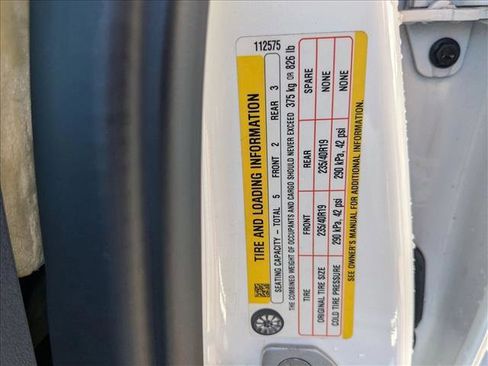 112575
TIRE AND LOADING INFORMATION
SEATING CAPACITY – TOTAL 5 FRONT 2 REAR 3
THE COMBINED WEIGHT OF OCCUPANTS AND CARGO SHOULD NEVER EXCEED 375 kg OR 826 lb
TIRE FRONT REAR SPARE
ORIGINAL TIRE SIZE 235/40R19 235/40R19 NONE
COLD TIRE PRESSURE 290 kPa, 42 psi 290 kPa, 42 psi NONE
SEE OWNER'S MANUAL FOR ADDITIONAL INFORMATION.